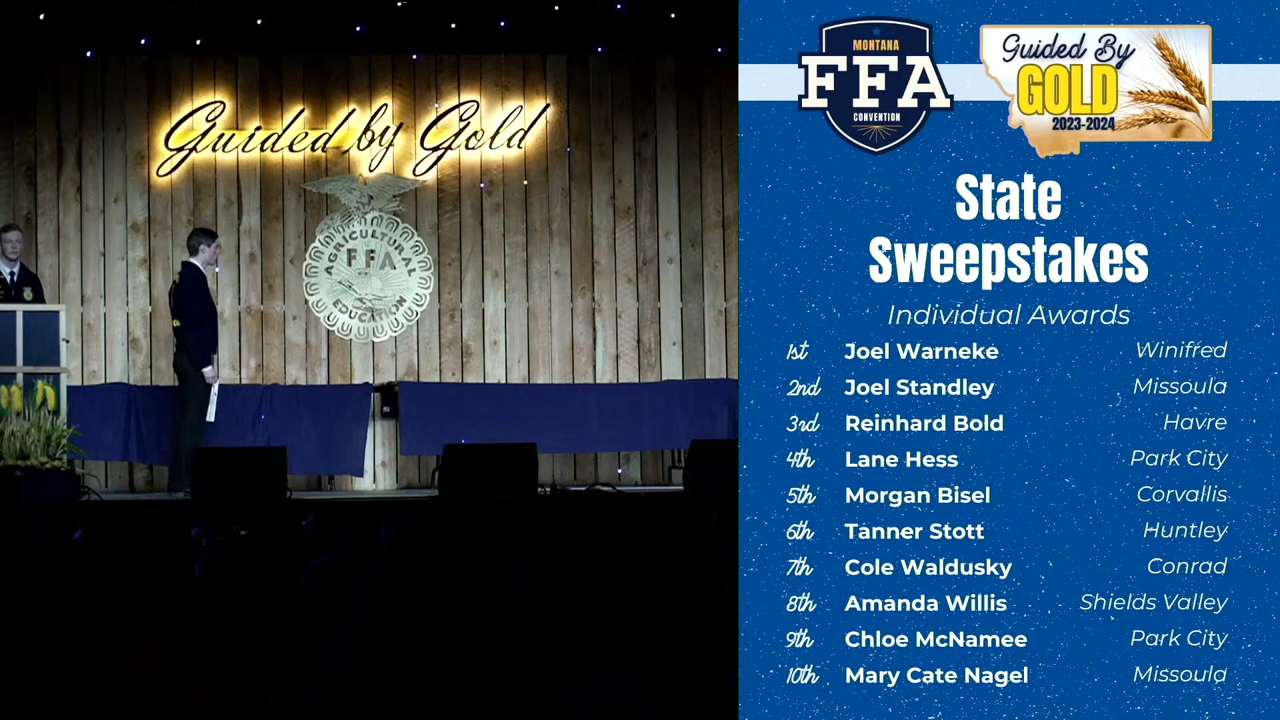 Guided by Gold
AGRICULTURAL
FFA
EDUCATION
MONTANA
FFA
CONVENTION
Guided By
GOLD
2023-2024
State
Sweepstakes
Individual Awards
1st Joel Warneke Winifred
2nd Joel Standley Missoula
3rd Reinhard Bold Havre
4th Lane Hess Park City
5th Morgan Bisel Corvallis
6th Tanner Stott Huntley
7th Cole Waldusky Conrad
8th Amanda Willis Shields Valley
9th Chloe McNamee Park City
10th Mary Cate Nagel Missoula